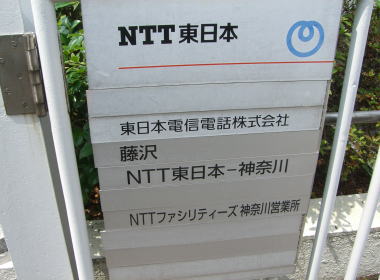 NTT東日本
東日本電信電話株式会社
藤沢
NTT東日本−神奈川
NTTファシリティーズ 神奈川営業所